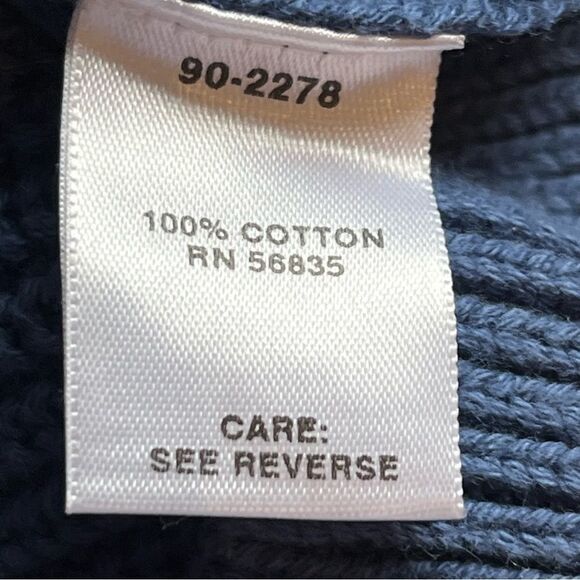 90-2278
100% COTTON
RN 56835
CARE:
SEE REVERSE